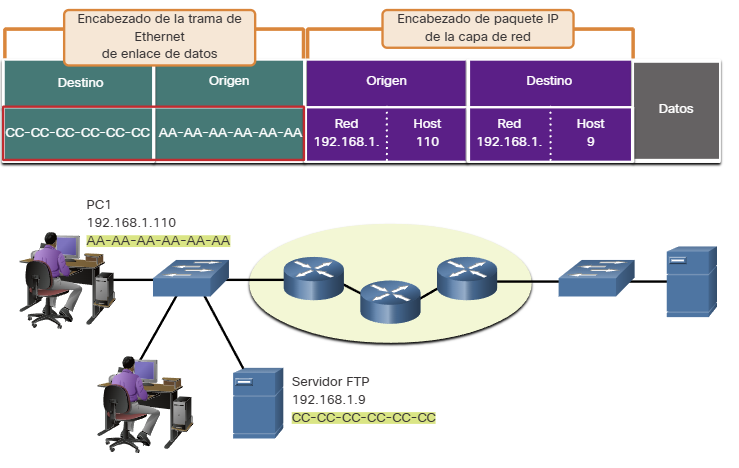 Encabezado de la trama de
Ethernet
de enlace de datos
Encabezado de paquete IP
de la capa de red
Destino
Origen
Origen
Destino
Datos
CC-CC-CC-CC-CC-CC
AA-AA-AA-AA-AA-AA
Red
192.168.1.
Host
110
Red
192.168.1.
Host
9
PC1
192.168.1.110
AA-AA-AA-AA-AA-AA
Servidor FTP
192.168.1.9
CC-CC-CC-CC-CC-CC